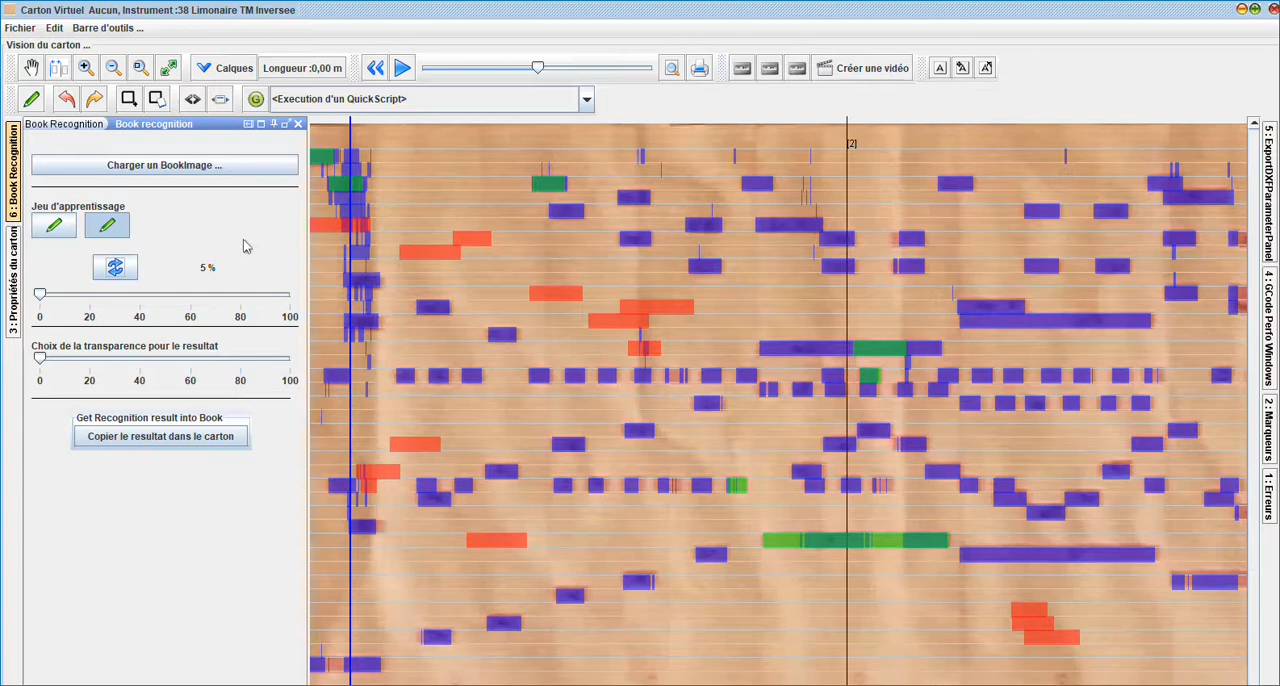 Carton Virtuel  Aucun, Instrument :38 Limonaire TM Inversee
Fichier  Edit  Barre d'outils ...
Vision du carton ...
Calques  Longueur :0,00 m  Créer une vidéo  A  A  A
G  <Execution d'un QuickScript>
Book Recognition  Book recognition
6 : Book Recognition
3 : Propriétés du carton
Charger un BookImage ...
Jeu d'apprentissage
5 %
0  20  40  60  80  100
Choix de la transparence pour le resultat
0  20  40  60  80  100
Get Recognition result into Book
Copier le resultat dans le carton
[2]
5 : ExportDXFParameterPanel
4 : GCode Perfo Windows
2 : Marqueurs
1 : Erreurs